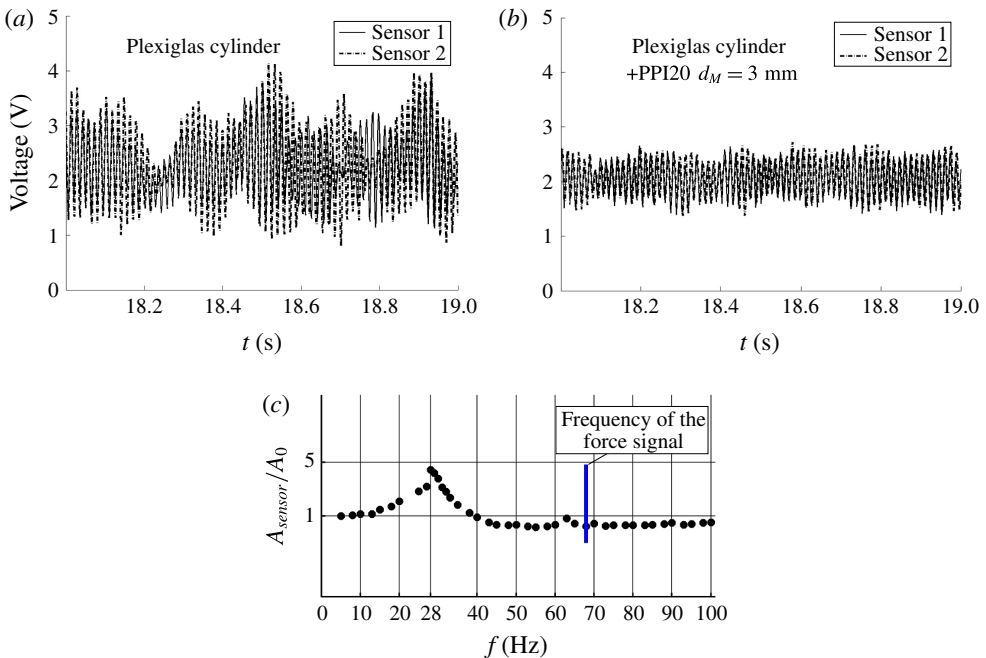 (a)
5
4
3
2
1
0
Voltage (V)
Plexiglas cylinder
Sensor 1
Sensor 2
18.2
18.4
18.6
18.8
19.0
t (s)
(b)
5
4
3
2
1
0
Plexiglas cylinder
+PPI20 d_M = 3 mm
Sensor 1
Sensor 2
18.2
18.4
18.6
18.8
19.0
t (s)
(c)
A_sensor/A_0
5
1
Frequency of the
force signal
0
10
20
28
40
50
60
70
80
90
100
f (Hz)